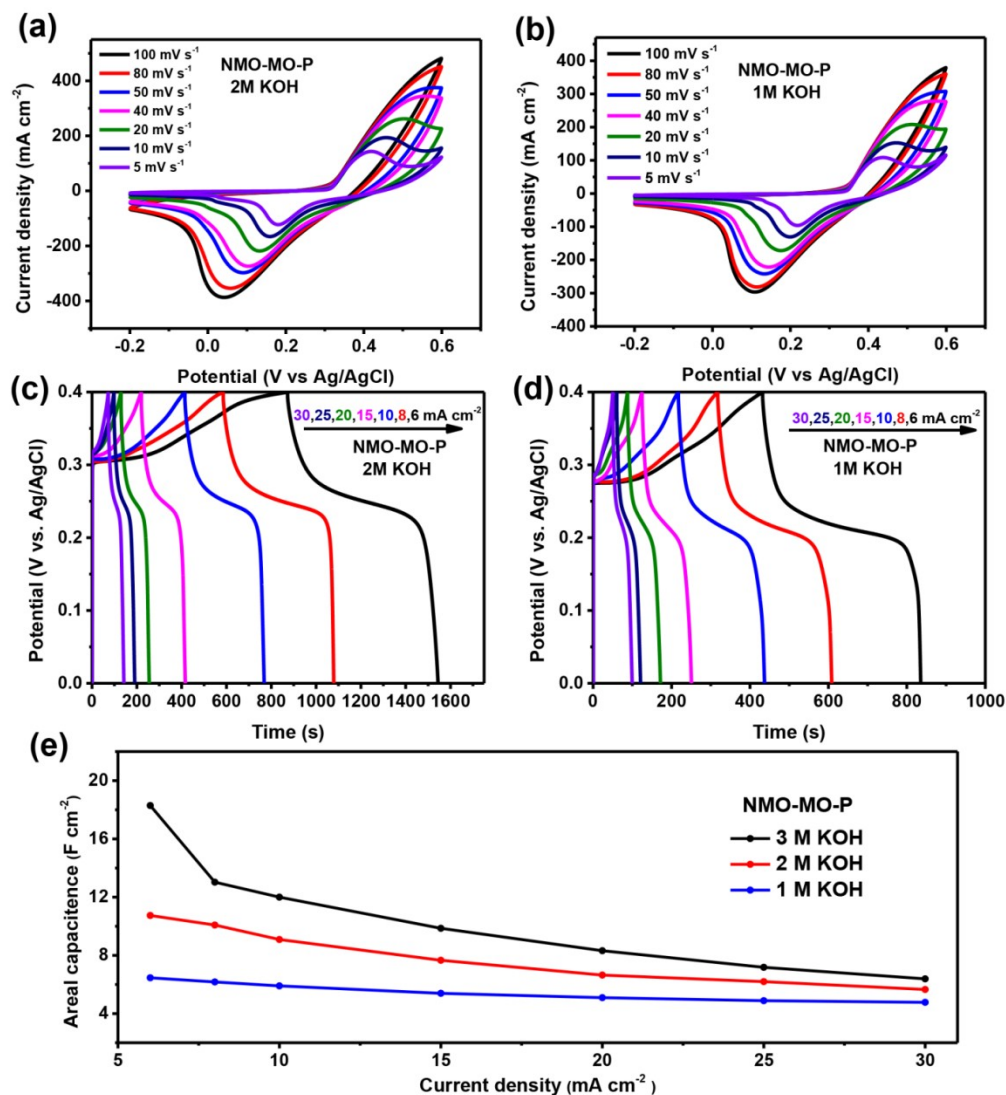 (a)
100 mV s⁻¹
80 mV s⁻¹
50 mV s⁻¹
40 mV s⁻¹
20 mV s⁻¹
10 mV s⁻¹
5 mV s⁻¹
NMO-MO-P
2M KOH
Current density (mA cm⁻²)
400
200
0
-200
-400
-0.2
0.0
0.2
0.4
0.6
Potential (V vs Ag/AgCl)
(b)
100 mV s⁻¹
80 mV s⁻¹
50 mV s⁻¹
40 mV s⁻¹
20 mV s⁻¹
10 mV s⁻¹
5 mV s⁻¹
NMO-MO-P
1M KOH
Current density (mA cm⁻²)
400
300
200
100
0
-100
-200
-300
-400
-0.2
0.0
0.2
0.4
0.6
Potential (V vs Ag/AgCl)
(c)
30,25,20,15,10,8,6 mA cm⁻²
NMO-MO-P
2M KOH
Potential (V vs. Ag/AgCl)
0.4
0.3
0.2
0.1
0.0
0
200
400
600
800
1000
1200
1400
1600
Time (s)
(d)
30,25,20,15,10,8,6 mA cm⁻²
NMO-MO-P
1M KOH
Potential (V vs. Ag/AgCl)
0.4
0.3
0.2
0.1
0.0
0
200
400
600
800
1000
Time (s)
(e)
NMO-MO-P
3 M KOH
2 M KOH
1 M KOH
Areal capacitence (F cm⁻²)
20
16
12
8
4
5
10
15
20
25
30
Current density (mA cm⁻²)